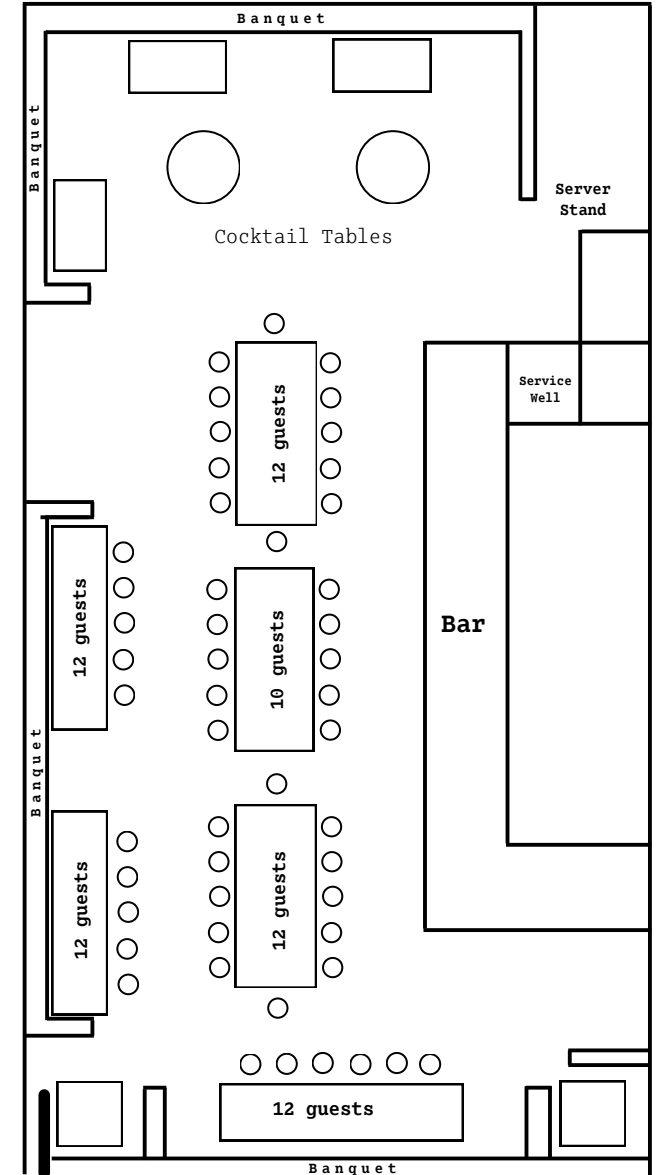 Banquet
Banquet
Server
Stand
Cocktail Tables
Service
Well
12 guests
12 guests
10 guests
Bar
Banquet
12 guests
12 guests
12 guests
Banquet